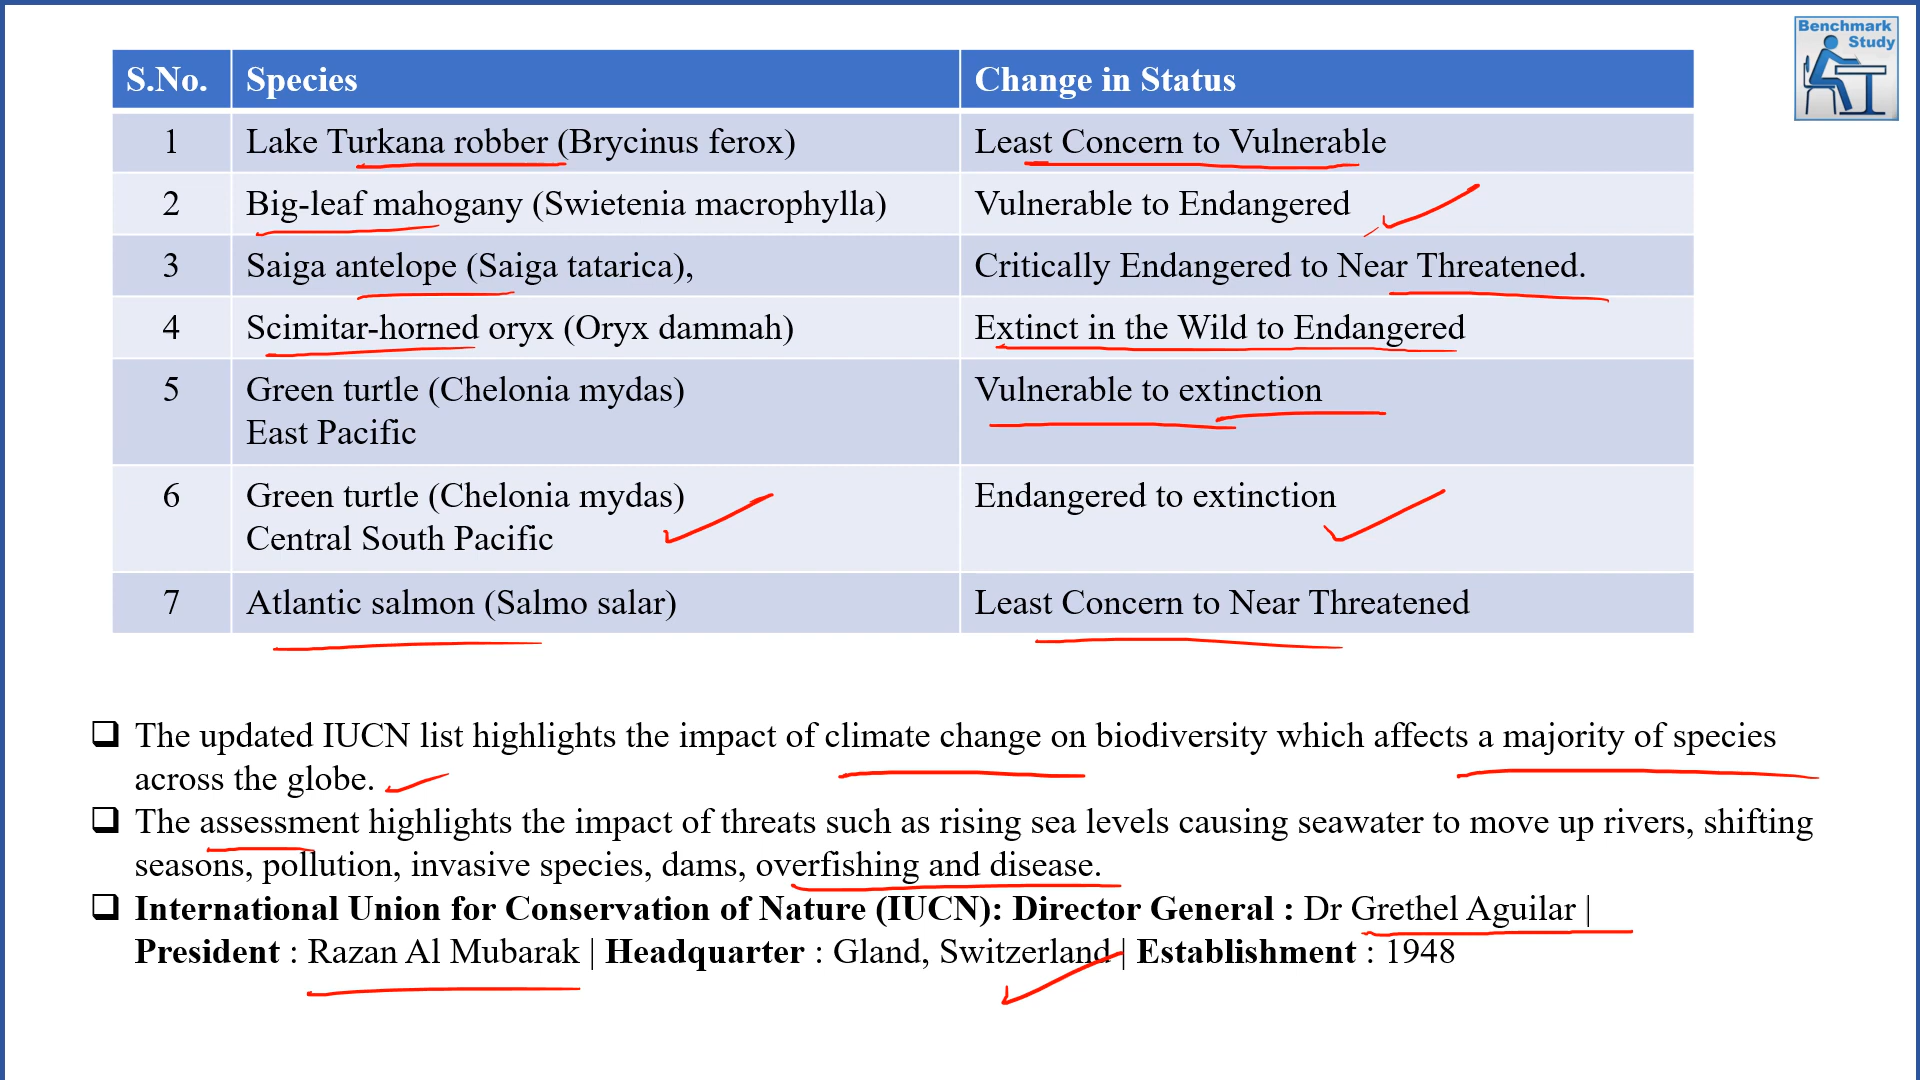 Benchmark
Study
S.No. Species Change in Status
1 Lake Turkana robber (Brycinus ferox) Least Concern to Vulnerable
2 Big-leaf mahogany (Swietenia macrophylla) Vulnerable to Endangered
3 Saiga antelope (Saiga tatarica), Critically Endangered to Near Threatened.
4 Scimitar-horned oryx (Oryx dammah) Extinct in the Wild to Endangered
5 Green turtle (Chelonia mydas) Vulnerable to extinction
East Pacific
6 Green turtle (Chelonia mydas) Endangered to extinction
Central South Pacific
7 Atlantic salmon (Salmo salar) Least Concern to Near Threatened
The updated IUCN list highlights the impact of climate change on biodiversity which affects a majority of species
across the globe.
The assessment highlights the impact of threats such as rising sea levels causing seawater to move up rivers, shifting
seasons, pollution, invasive species, dams, overfishing and disease.
International Union for Conservation of Nature (IUCN): Director General : Dr Grethel Aguilar |
President : Razan Al Mubarak | Headquarter : Gland, Switzerland | Establishment : 1948